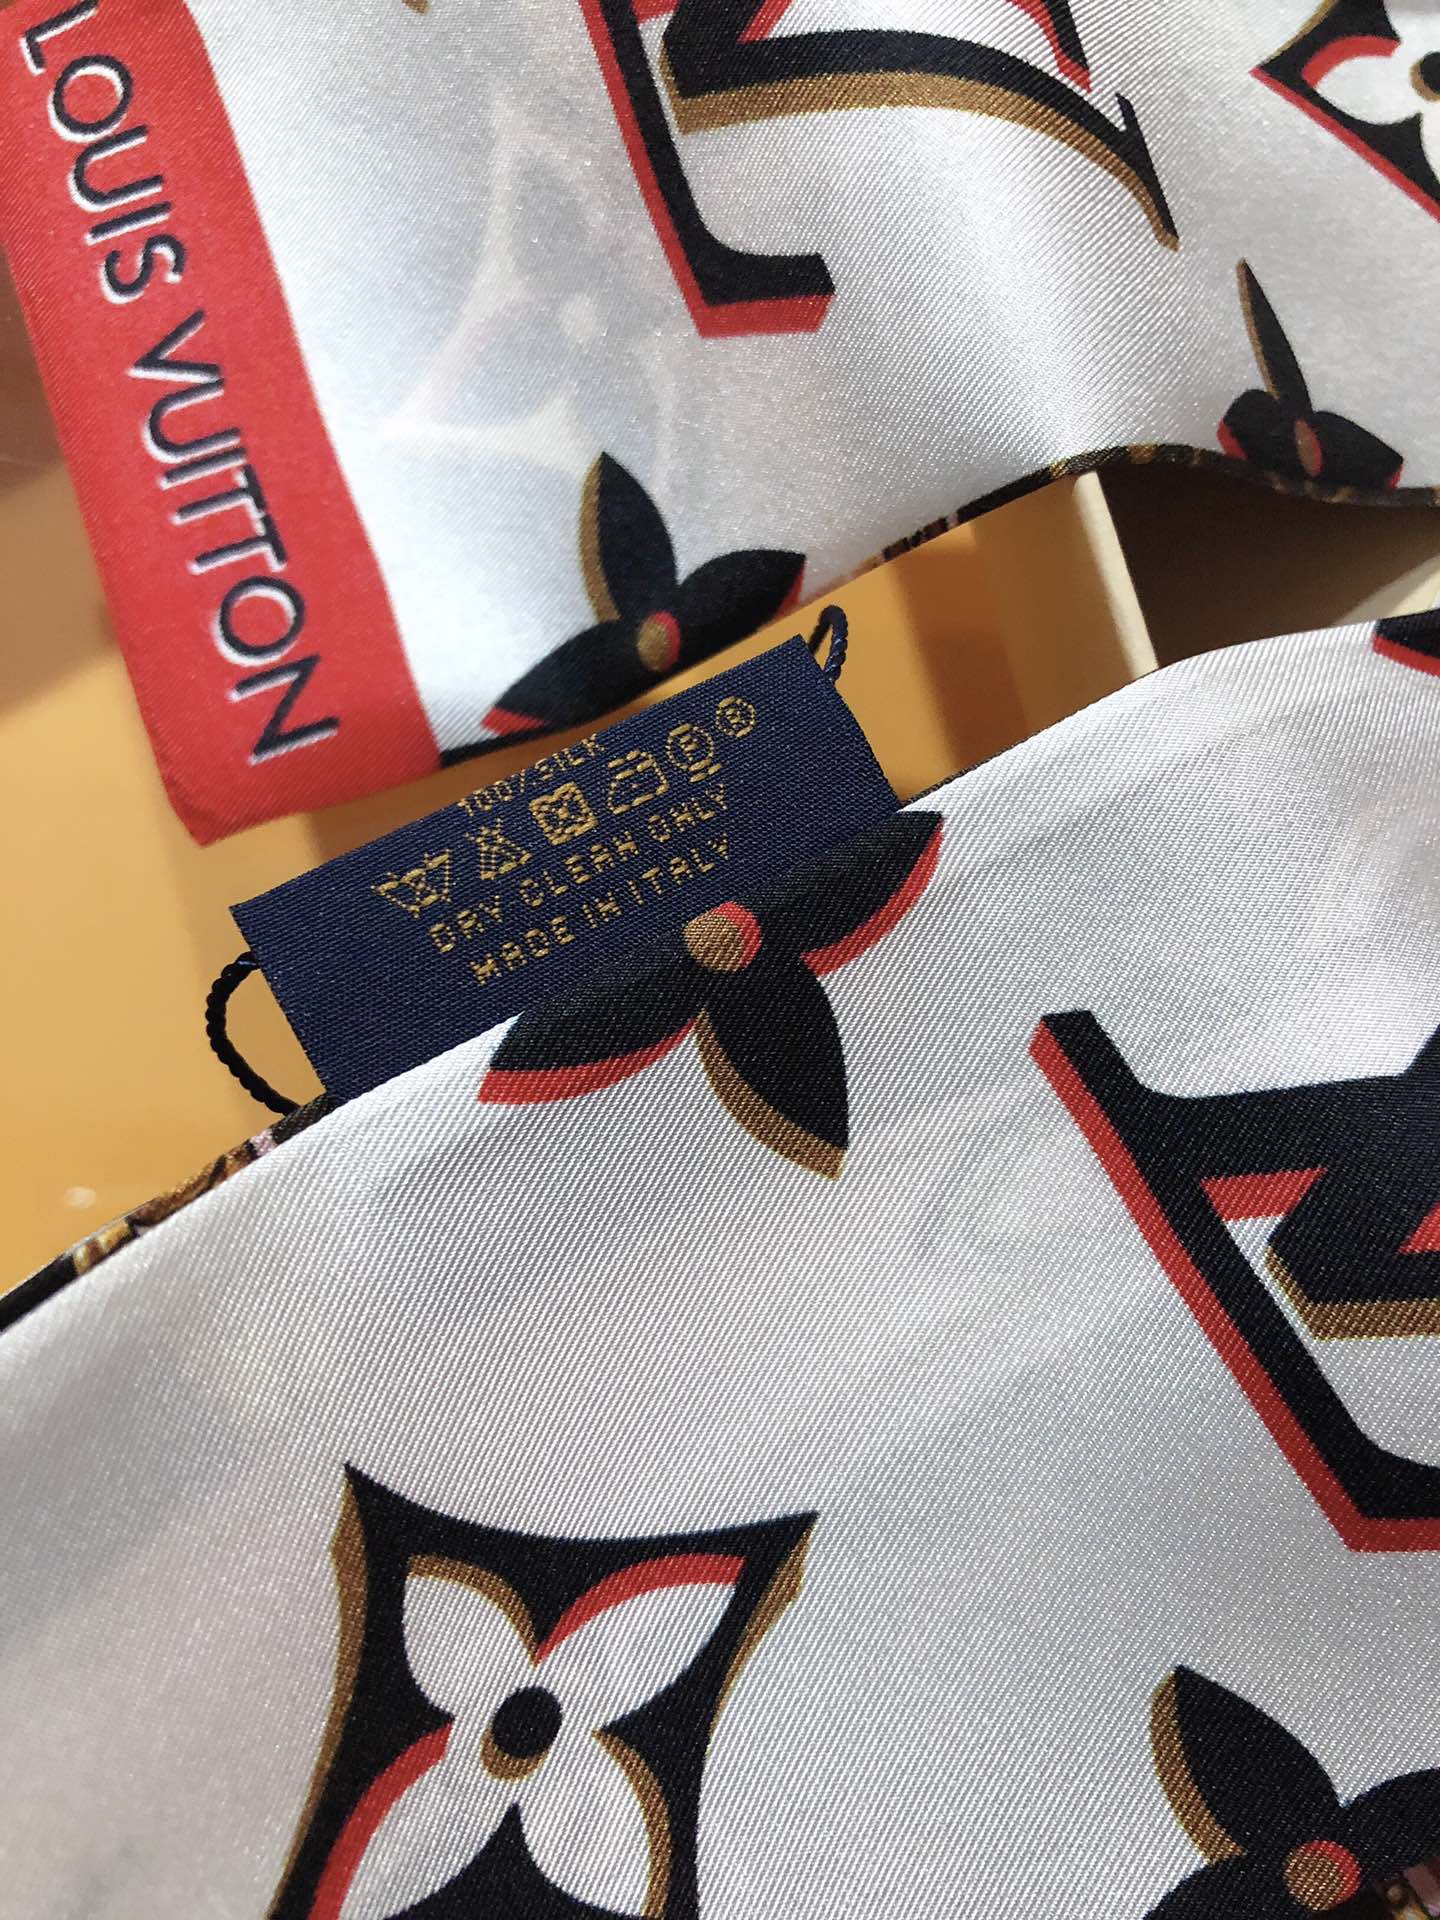 LOUIS VUITTON
100/SILK
DRY CLEAN ONLY
MADE IN ITALY